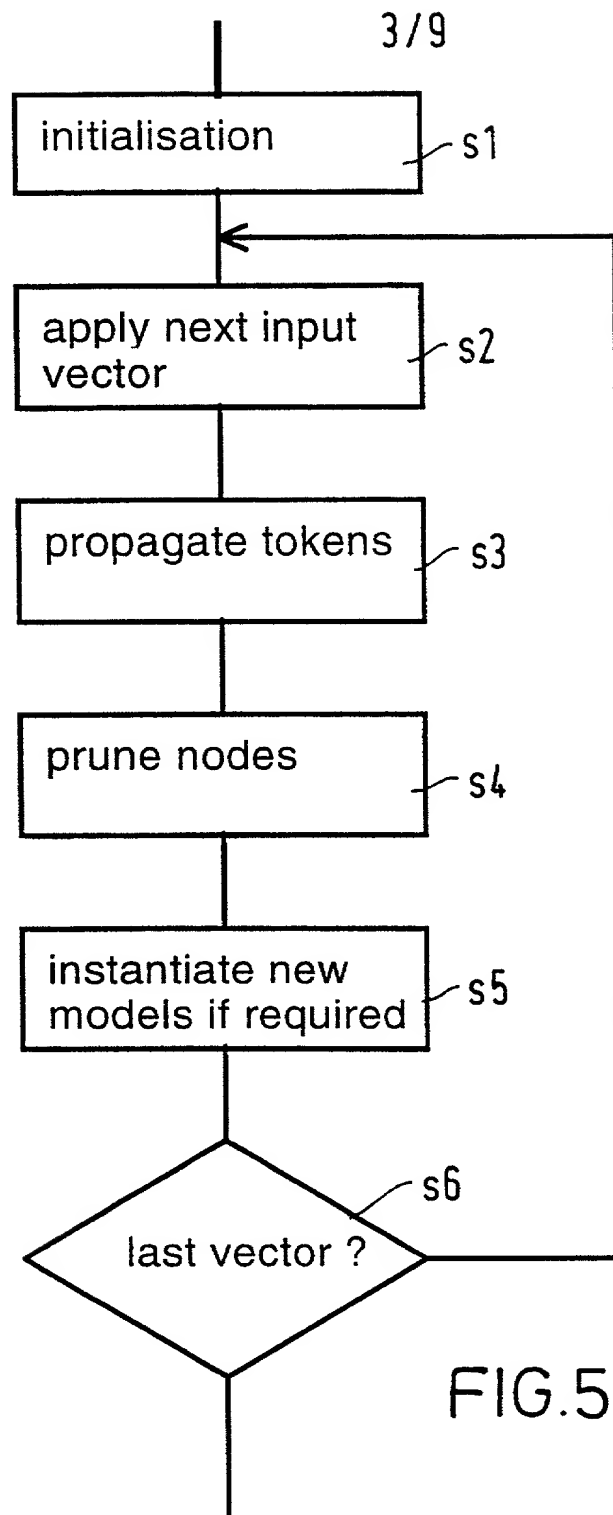 3/9
initialisation
s1
apply next input
vector
s2
propagate tokens
s3
prune nodes
s4
instantiate new
models if required
s5
s6
last vector ?
FIG.5